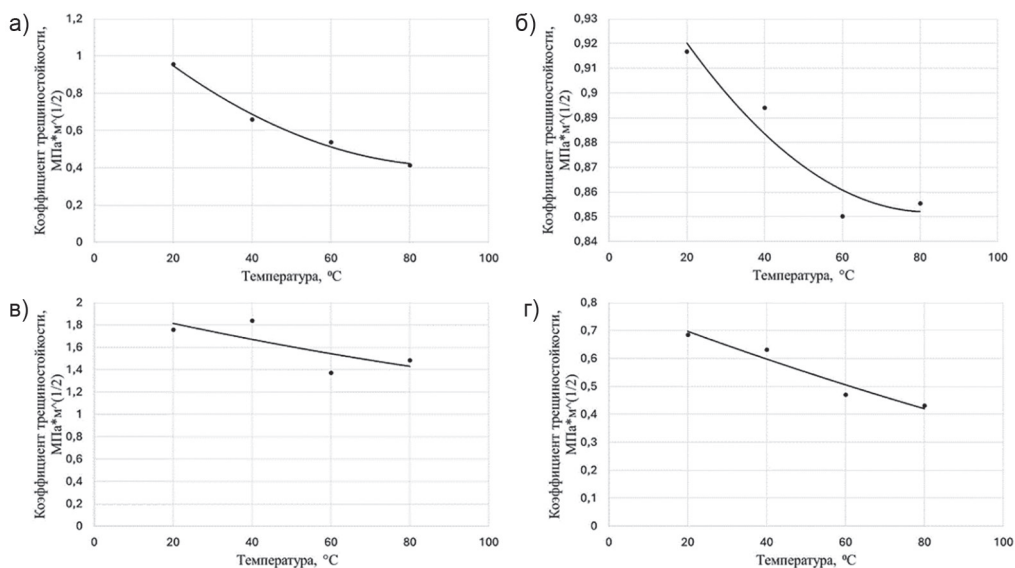 а)
Коэффициент трещиностойкости,
МПа*м^(1/2)
1,2
1
0,8
0,6
0,4
0,2
0
0 20 40 60 80 100
Температура, ⁰С
б)
Коэффициент трещиностойкости,
МПа*м^(1/2)
0,93
0,92
0,91
0,9
0,89
0,88
0,87
0,86
0,85
0,84
0 20 40 60 80 100
Температура, °С
в)
Коэффициент трещиностойкости,
МПа*м^(1/2)
2
1,8
1,6
1,4
1,2
1
0,8
0,6
0,4
0,2
0
0 20 40 60 80 100
Температура, °С
г)
Коэффициент трещиностойкости,
МПа*м^(1/2)
0,8
0,7
0,6
0,5
0,4
0,3
0,2
0,1
0
0 20 40 60 80 100
Температура, ⁰С